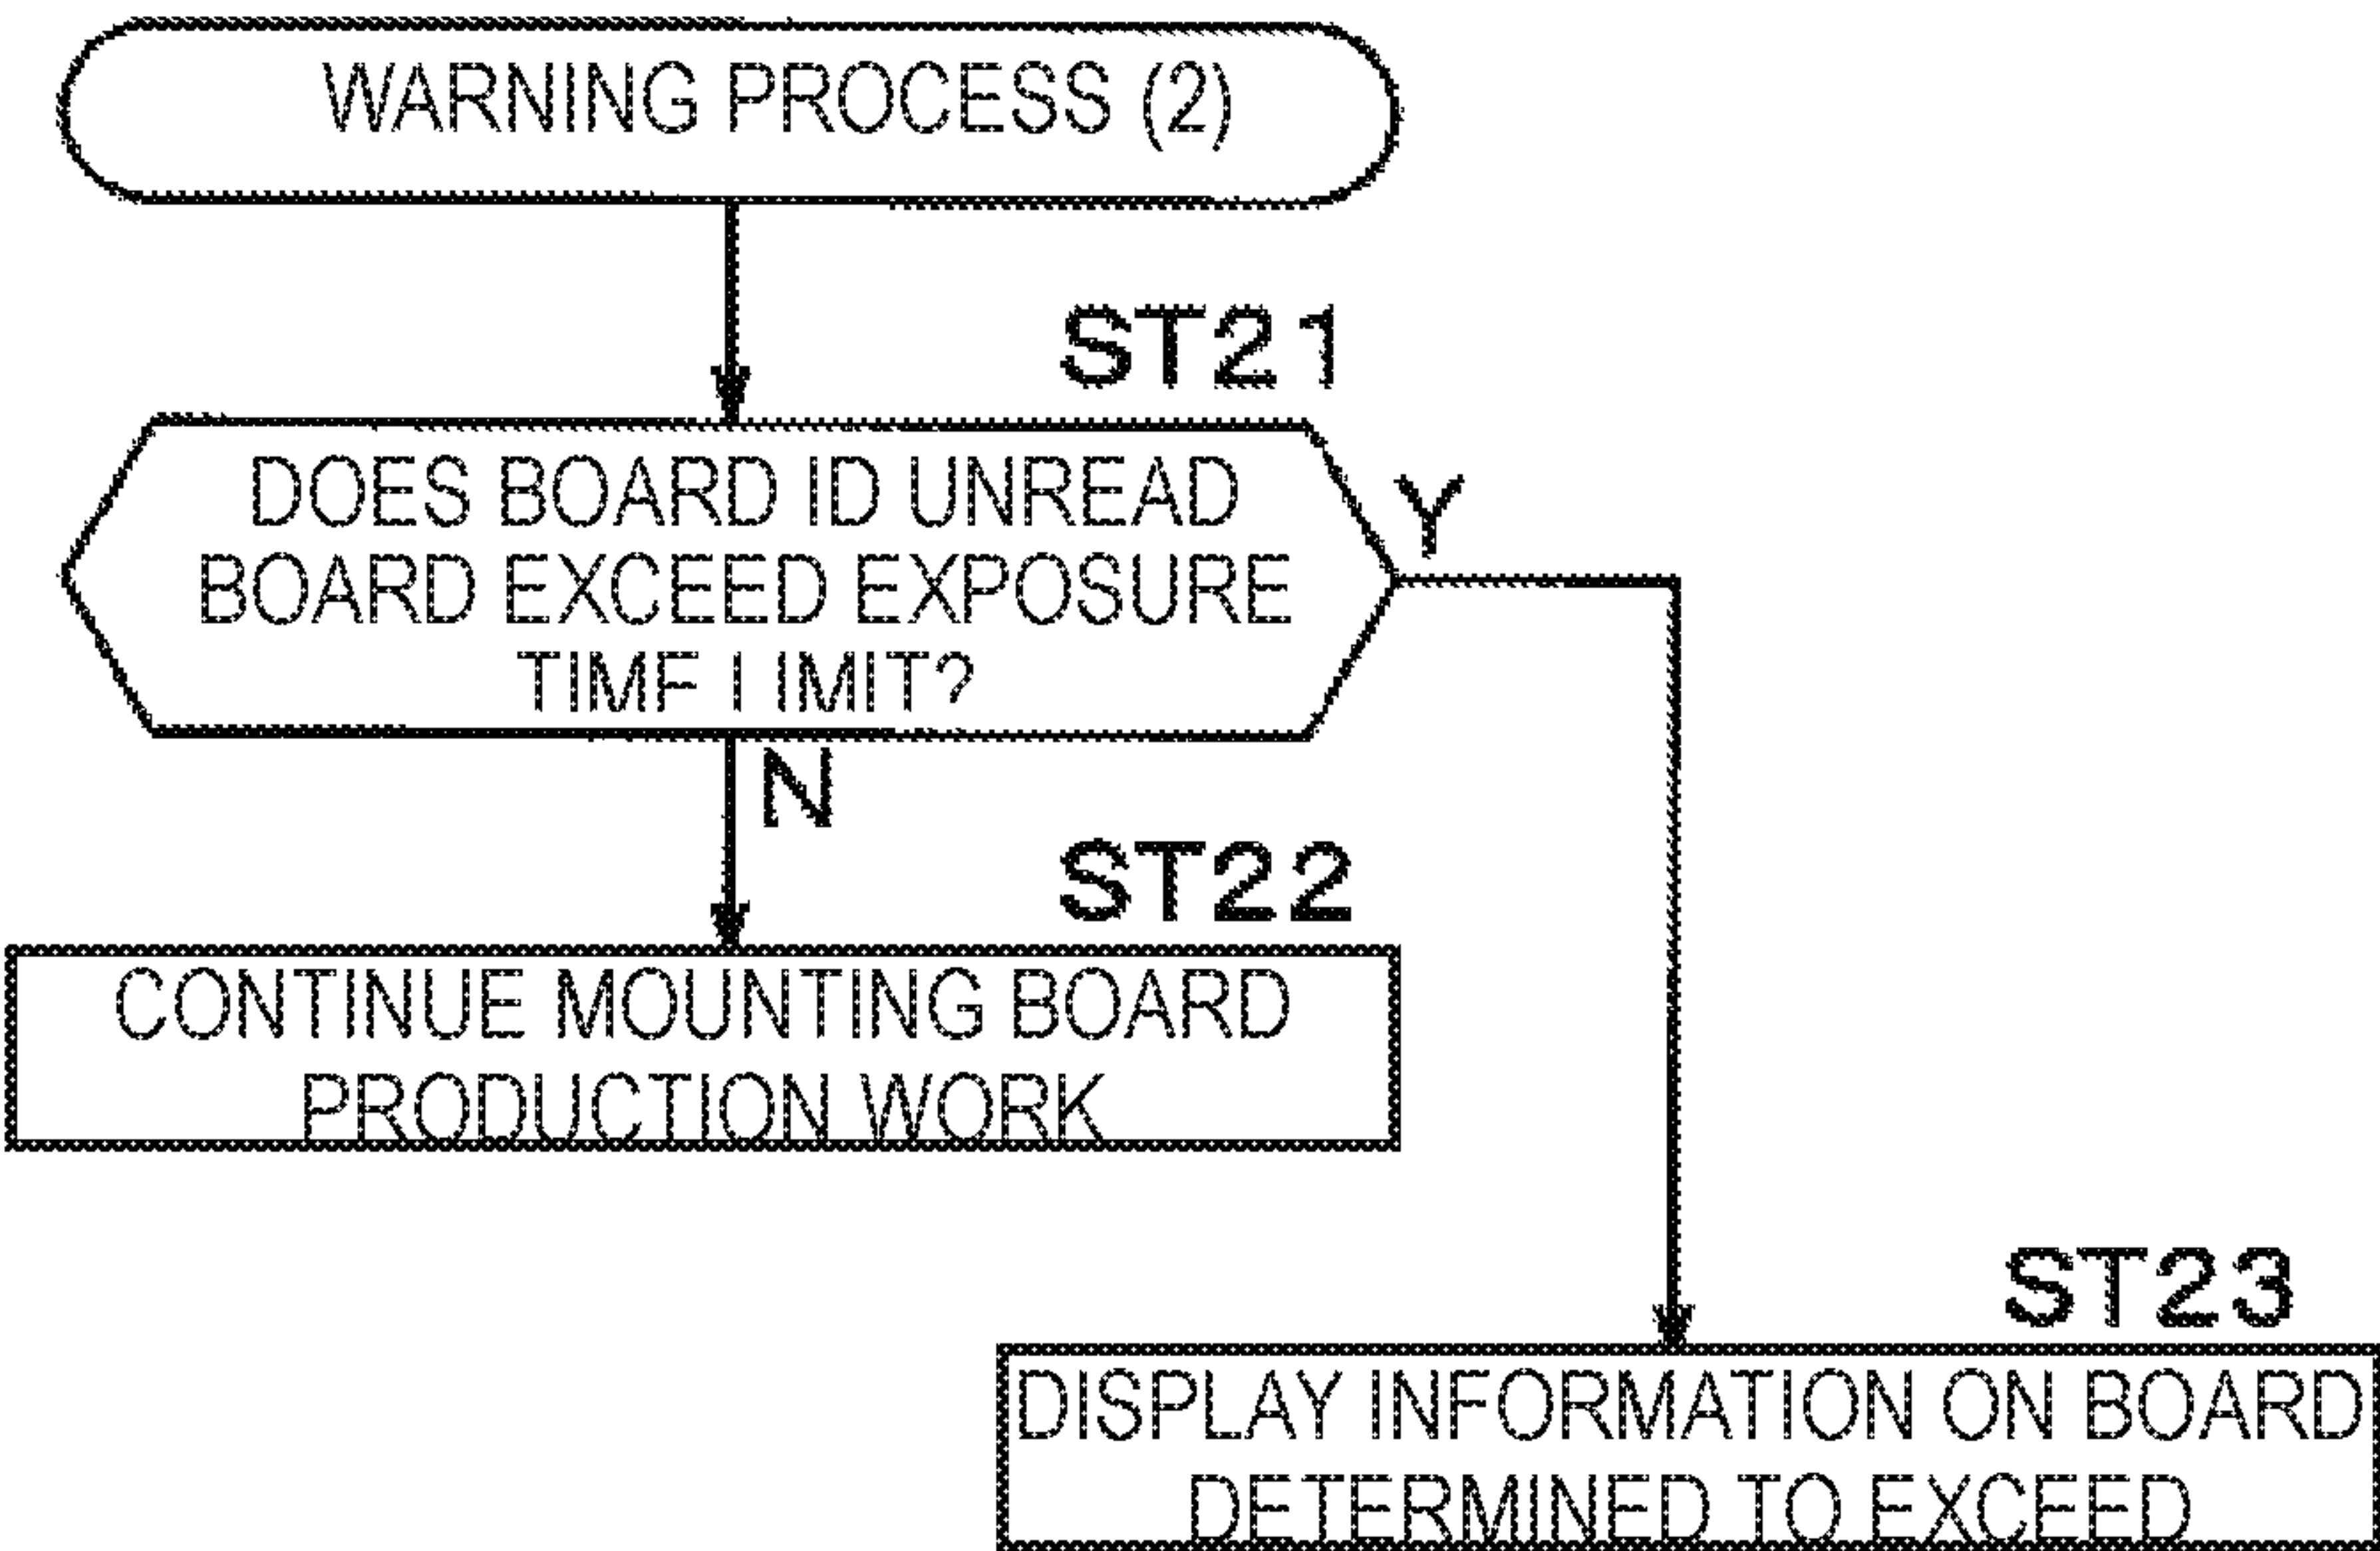 WARNING PROCESS (2)
ST21
DOES BOARD ID UNREAD
BOARD EXCEED EXPOSURE
TIME LIMIT?
Y
N
ST22
CONTINUE MOUNTING BOARD
PRODUCTION WORK
ST23
DISPLAY INFORMATION ON BOARD
DETERMINED TO EXCEED